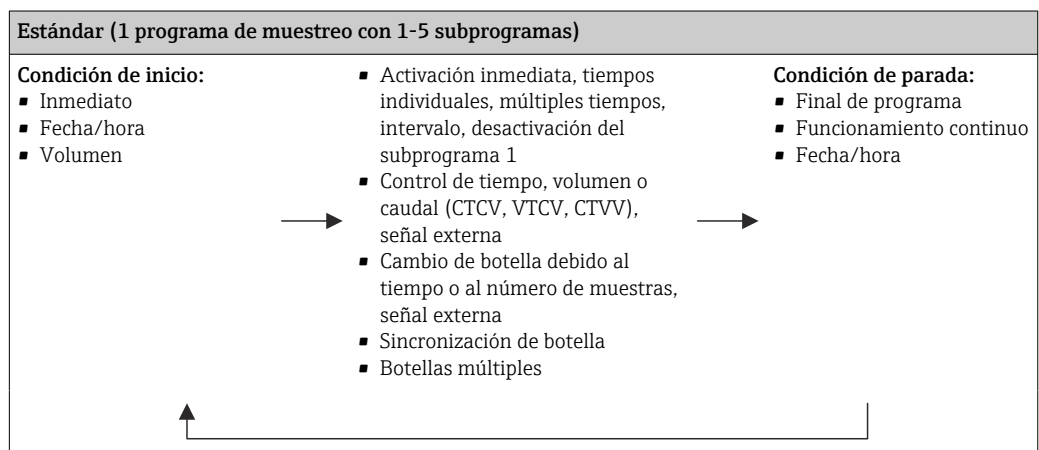 Estándar (1 programa de muestreo con 1-5 subprogramas)
Condición de inicio:
▪ Inmediato
▪ Fecha/hora
▪ Volumen
▪ Activación inmediata, tiempos
individuales, múltiples tiempos,
intervalo, desactivación del
subprograma 1
▪ Control de tiempo, volumen o
caudal (CTCV, VTCV, CTVV),
señal externa
▪ Cambio de botella debido al
tiempo o al número de muestras,
señal externa
▪ Sincronización de botella
▪ Botellas múltiples
Condición de parada:
▪ Final de programa
▪ Funcionamiento continuo
▪ Fecha/hora